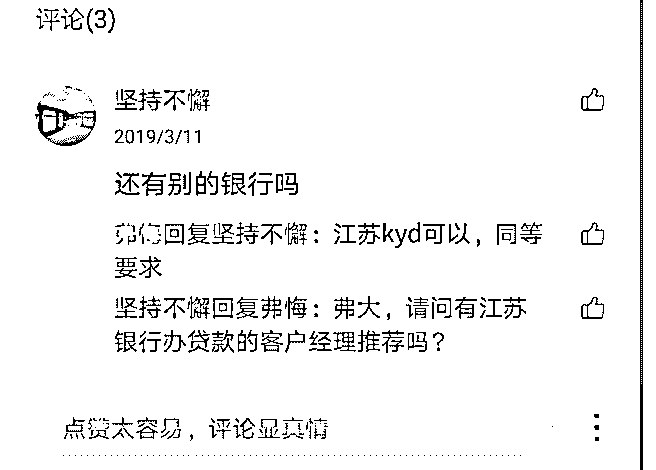 评论(3)
坚持不懈
2019/3/11
还有别的银行吗
弗悔回复坚持不懈：江苏kyd可以，同等
要求
坚持不懈回复弗悔：弗大，请问有江苏
银行办贷款的客户经理推荐吗？
点赞太容易，评论显真情